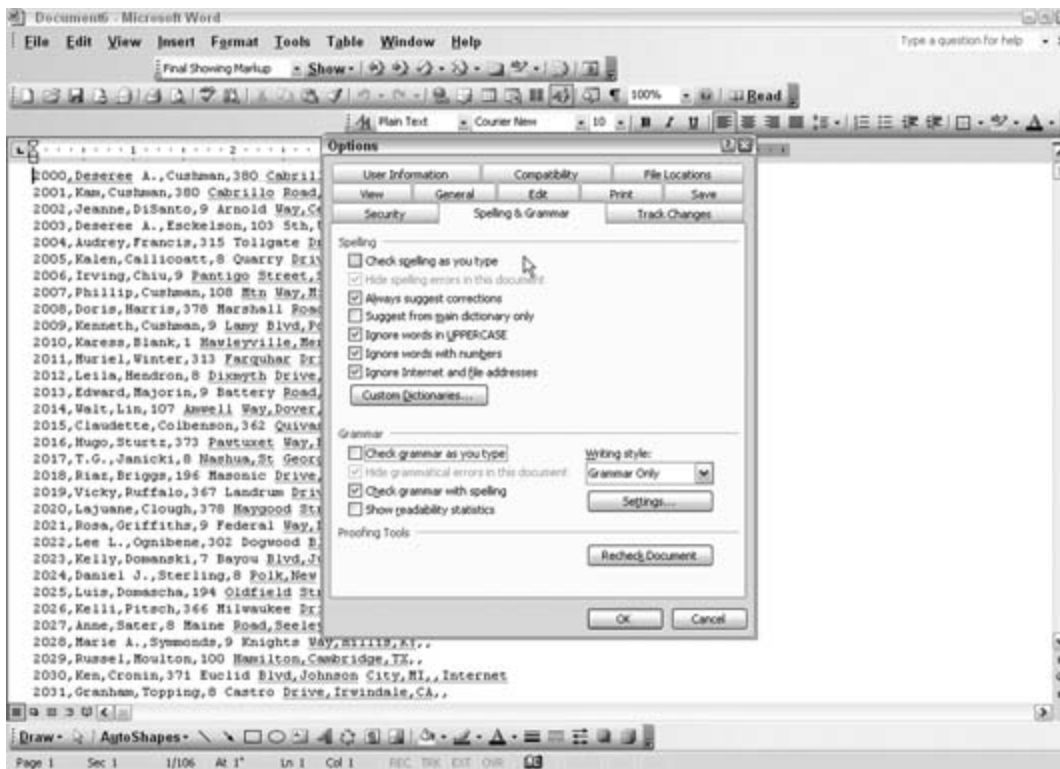 Document6 - Microsoft Word
File Edit View Insert Format Tools Table Window Help
Type a question for help
Final Showing Markup Show
100% Read
Plain Text Courier New 10 B I U
1 2
Options
User Information Compatibility File Locations
View General Edit Print Save
Security Spelling & Grammar Track Changes
Spelling
Check spelling as you type
Hide spelling errors in this document
Always suggest corrections
Suggest from main dictionary only
Ignore words in UPPERCASE
Ignore words with numbers
Ignore Internet and file addresses
Custom Dictionaries...
Grammar
Check grammar as you type
Writing style:
Hide grammatical errors in this document
Grammar Only
Check grammar with spelling
Settings...
Show readability statistics
Proofing Tools
Recheck Document
OK Cancel
2000,Deseree A.,Cushman,380 Cabril
2001,Kam,Cushman,380 Cabrillo Road,
2002,Jeanne,DiSanto,9 Arnold Way,Ce
2003,Deseree A.,Esckelson,103 5th,
2004,Audrey,Francis,315 Tollgate Dr
2005,Kalen,Callicoatt,8 Quarry Driv
2006,Irving,Chiu,9 Pantigo Street,
2007,Phillip,Cushman,108 Mtn Way,
2008,Doris,Harris,378 Marshall Road
2009,Kenneth,Cushman,9 Lamy Blvd,
2010,Karess,Blank,1 Hawleyville,
2011,Muriel,Winter,313 Farquhar Dr
2012,Leila,Hendron,8 Dixmyth Drive,
2013,Edward,Majorin,9 Battery Road,
2014,Walt,Lin,107 Amwell Way,Dover,
2015,Claudette,Colbenson,362 Quivas
2016,Hugo,Sturtz,373 Pawtuxet Way,
2017,T.G.,Janicki,8 Nashua,St Georg
2018,Riaz,Briggs,196 Masonic Drive,
2019,Vicky,Ruffalo,367 Landrum Driv
2020,Lajuane,Clough,378 Haygood St
2021,Rosa,Griffiths,9 Federal Way,
2022,Lee L.,Ognibene,302 Dogwood
2023,Kelly,Domanski,7 Bayou Blvd,
2024,Daniel J.,Sterling,8 Polk,New
2025,Luis,Domascha,194 Oldfield St
2026,Kelli,Pitsch,366 Milwaukee Dr
2027,Anne,Sater,8 Maine Road,Seeley
2028,Marie A.,Symmonds,9 Knights Way,Willis,KY,,
2029,Russel,Moulton,100 Hamilton,Cambridge,TX,,
2030,Ken,Cronin,371 Euclid Blvd,Johnson City,MI,,Internet
2031,Granham,Topping,8 Castro Drive,Irwindale,CA,,
Draw AutoShapes
Page 1 Sec 1 1/106 At 1" Ln 1 Col 1 REC TRK EXT OVR